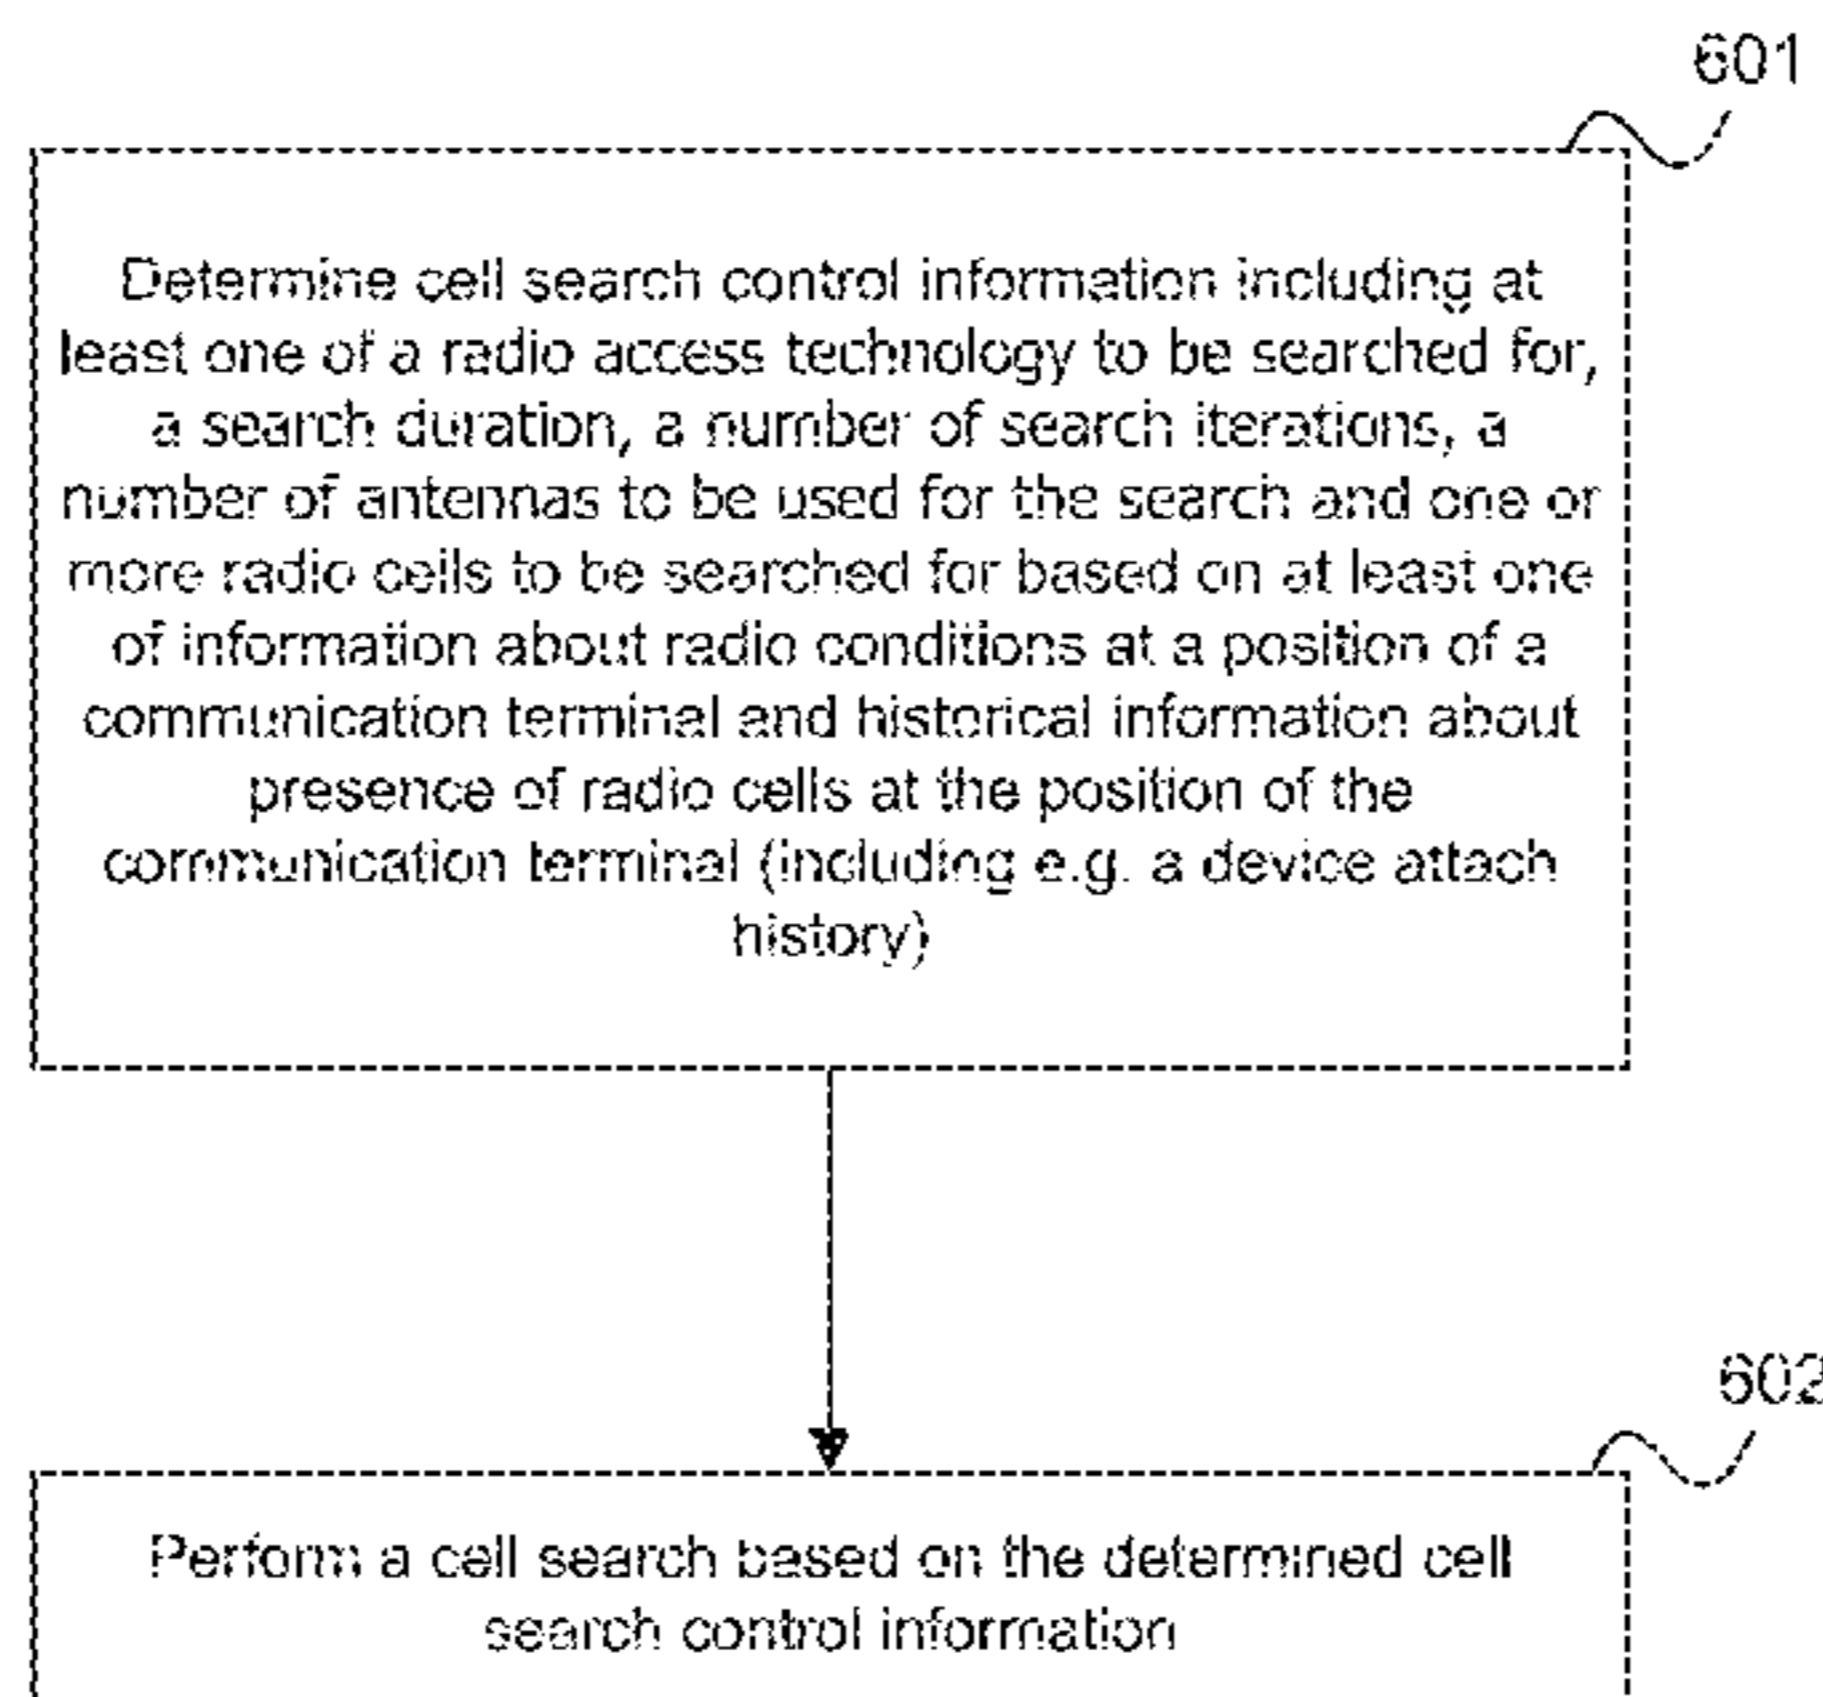 601
Determine cell search control information including at
least one of a radio access technology to be searched for,
a search duration, a number of search iterations, a
number of antennas to be used for the search and one or
more radio cells to be searched for based on at least one
of information about radio conditions at a position of a
communication terminal and historical information about
presence of radio cells at the position of the
communication terminal (including e.g. a device attach
history)
602
Perform a cell search based on the determined cell
search control information